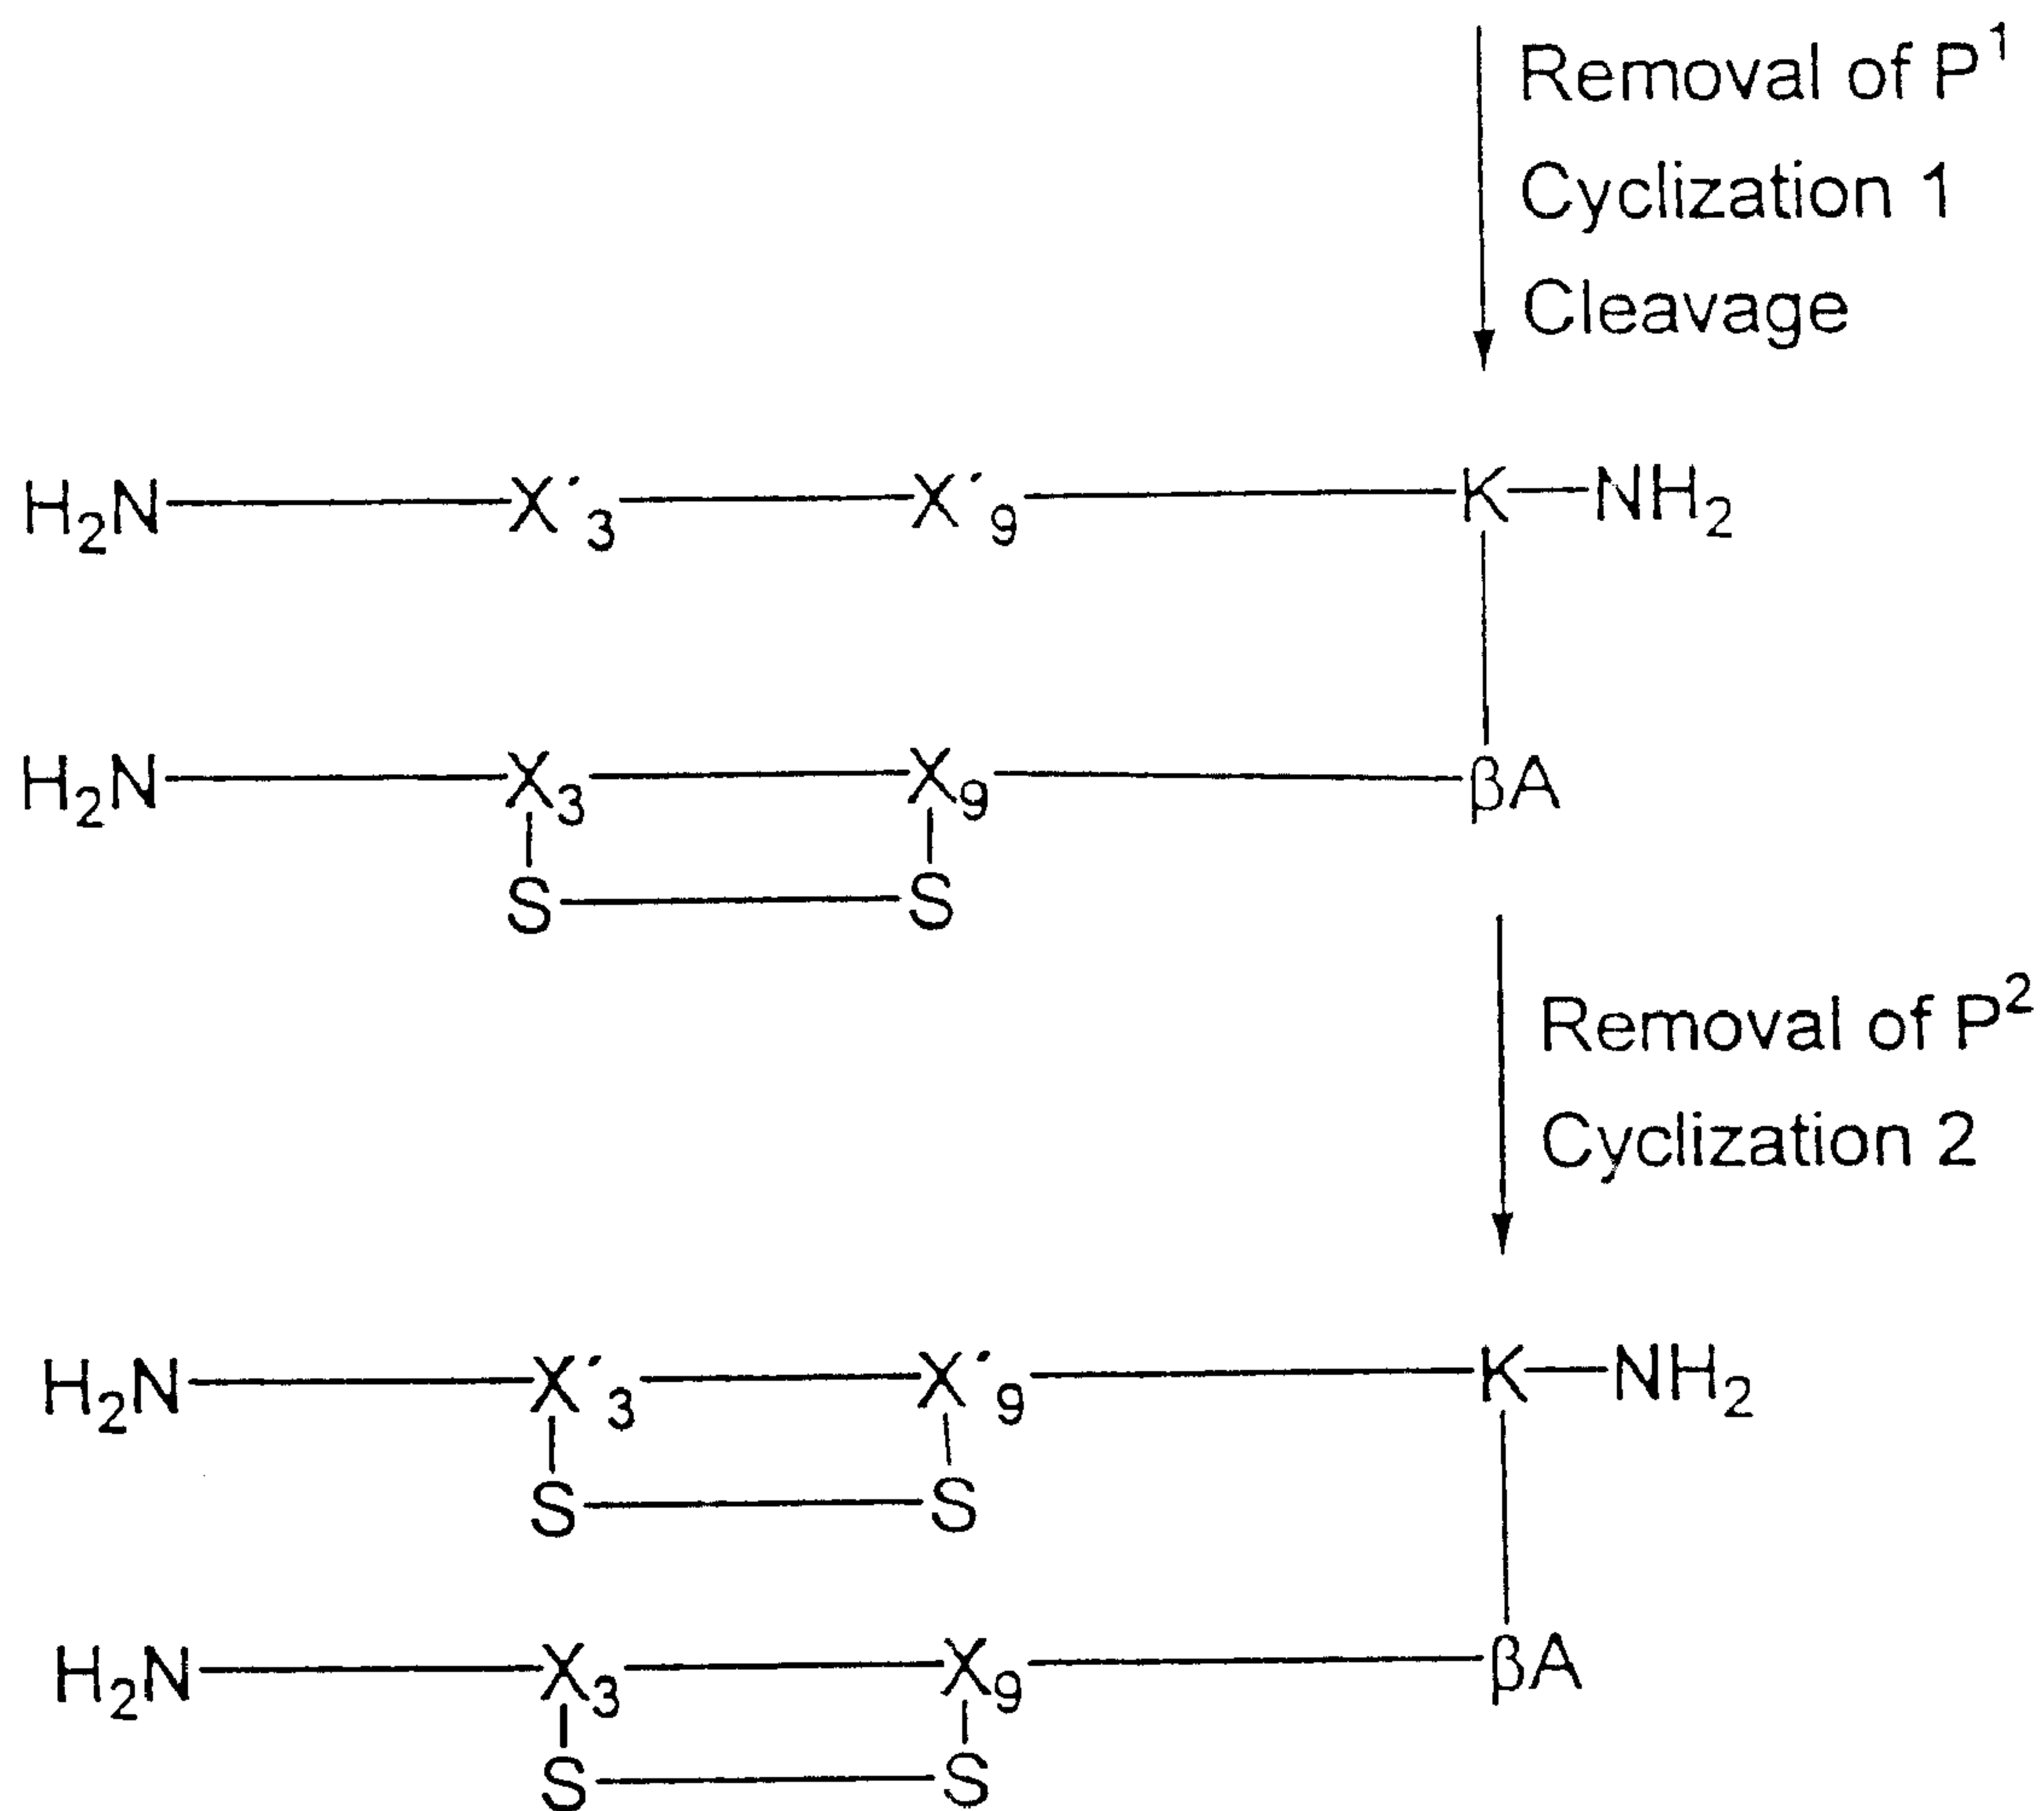 Removal of P¹
Cyclization 1
Cleavage
H₂N X´₃ X´₉ K NH₂
H₂N X₃ X₉ βA
S S
Removal of P²
Cyclization 2
H₂N X´₃ X´₉ K NH₂
S S
H₂N X₃ X₉ βA
S S